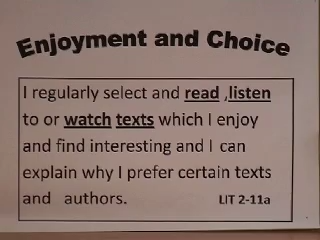 Enjoyment and Choice
I regularly select and read ,listen
to or watch texts which I enjoy
and find interesting and I can
explain why I prefer certain texts
and authors. LIT 2-11a